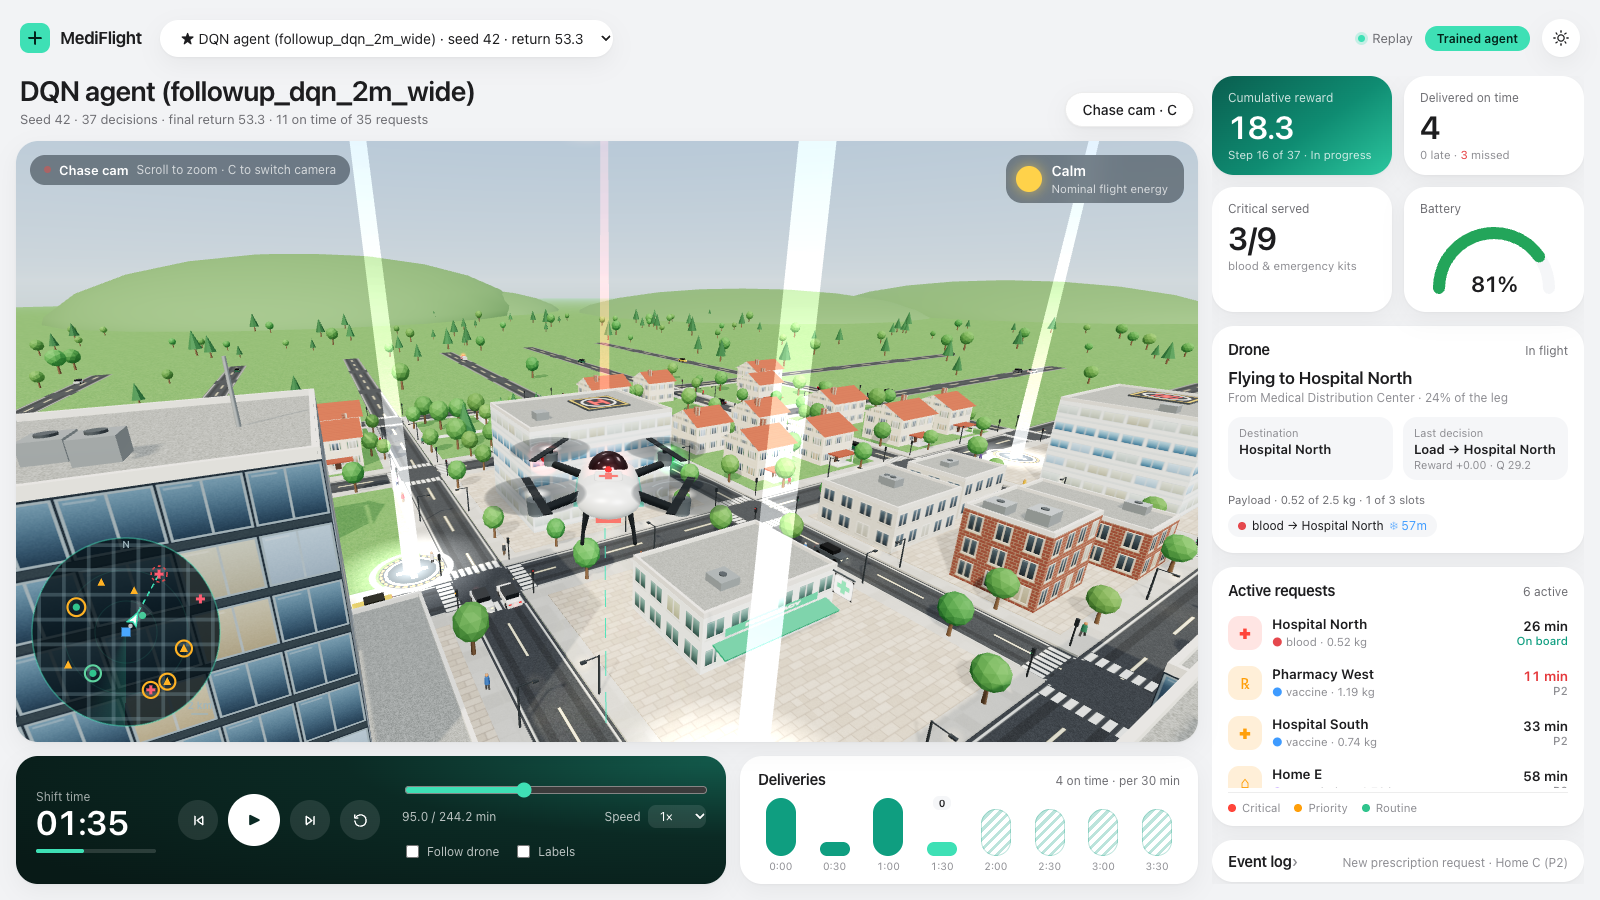 MediFlight
★ DQN agent (followup_dqn_2m_wide) · seed 42 · return 53.3
Replay
Trained agent
DQN agent (followup_dqn_2m_wide)
Seed 42 · 37 decisions · final return 53.3 · 11 on time of 35 requests
Chase cam · C
Chase cam Scroll to zoom · C to switch camera
Calm
Nominal flight energy
N
Cumulative reward
18.3
Step 16 of 37 · In progress
Delivered on time
4
0 late · 3 missed
Critical served
3/9
blood & emergency kits
Battery
81%
Drone
In flight
Flying to Hospital North
From Medical Distribution Center · 24% of the leg
Destination
Hospital North
Last decision
Load → Hospital North
Reward +0.00 · Q 29.2
Payload · 0.52 of 2.5 kg · 1 of 3 slots
blood → Hospital North ❄ 57m
Active requests
6 active
Hospital North
26 min
blood · 0.52 kg
On board
℞
Pharmacy West
11 min
vaccine · 1.19 kg
P2
Hospital South
33 min
vaccine · 0.74 kg
P2
Home E
58 min
Critical
Priority
Routine
Event log›
New prescription request · Home C (P2)
Shift time
01:35
95.0 / 244.2 min
Speed
1×
Follow drone
Labels
Deliveries
4 on time · per 30 min
0
0:00
0:30
1:00
1:30
2:00
2:30
3:00
3:30